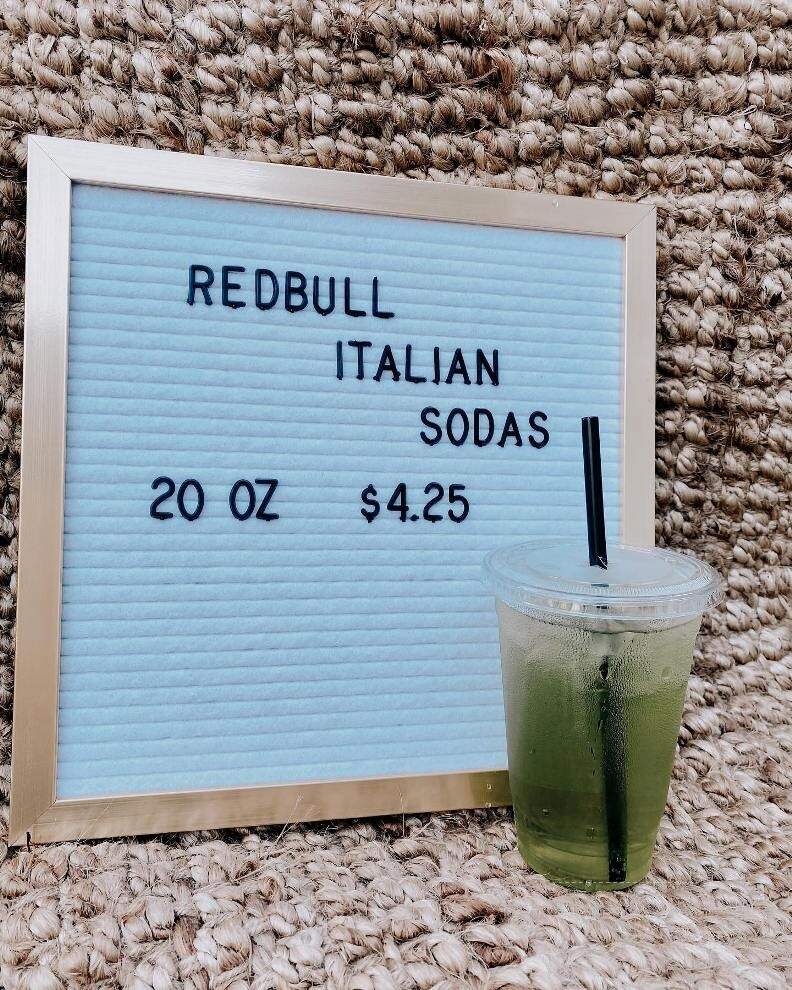 REDBULL
ITALIAN
SODAS
20 OZ $4.25